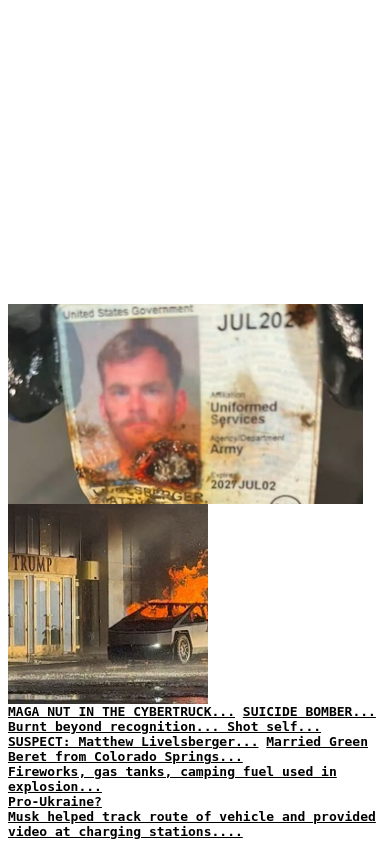 United States Government
JUL202
Affiliation
Uniformed
Services
Agency/Department
Army
Expires
2027JUL02
LIVELSBERGER,
TRUMP
MAGA NUT IN THE CYBERTRUCK... SUICIDE BOMBER...
Burnt beyond recognition... Shot self...
SUSPECT: Matthew Livelsberger... Married Green
Beret from Colorado Springs...
Fireworks, gas tanks, camping fuel used in
explosion...
Pro-Ukraine?
Musk helped track route of vehicle and provided
video at charging stations....